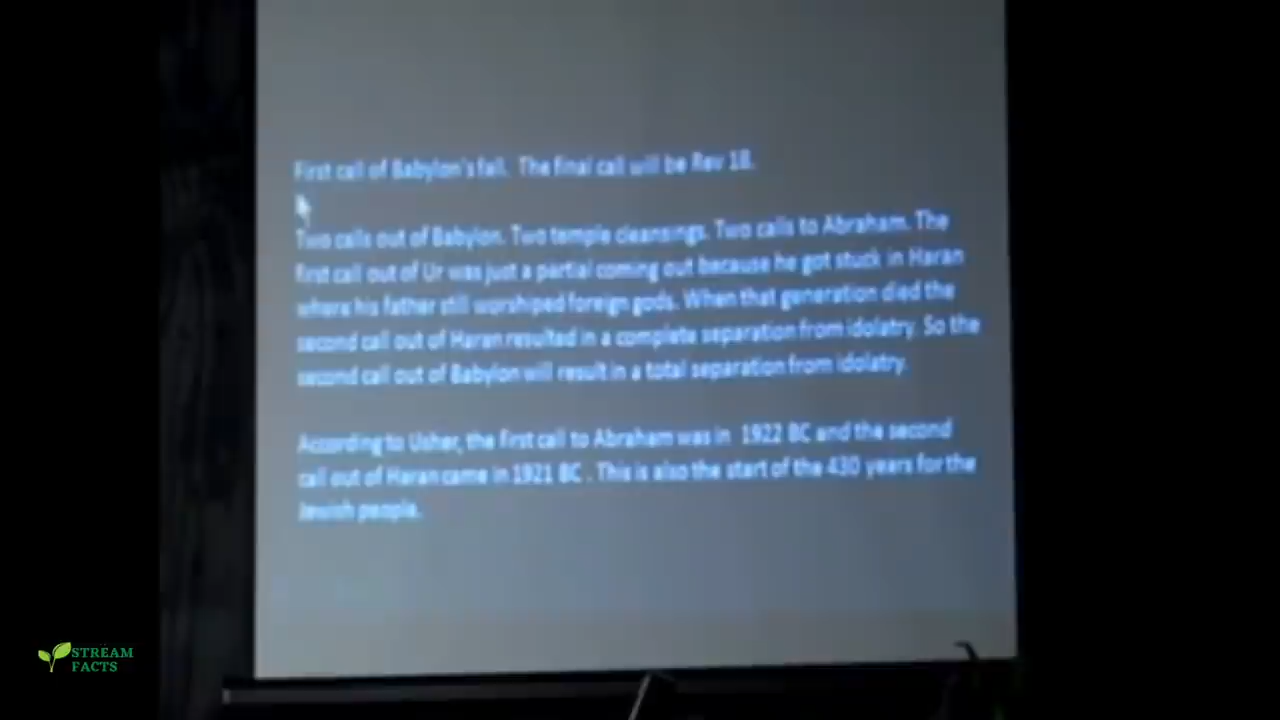 First call of Babylon's fall. The final call will be Rev 18.
Two calls out of Babylon. Two temple cleansings. Two calls to Abraham. The
first call out of Ur was just a partial coming out because he got stuck in Haran
where his father still worshiped foreign gods. When that generation died the
second call out of Haran resulted in a complete separation from idolatry. So the
second call out of Babylon will result in a total separation from idolatry.
According to Usher, the first call to Abraham was in 1922 BC and the second
call out of Haran came in 1921 BC . This is also the start of the 430 years for the
Jewish people.
STREAM
FACTS